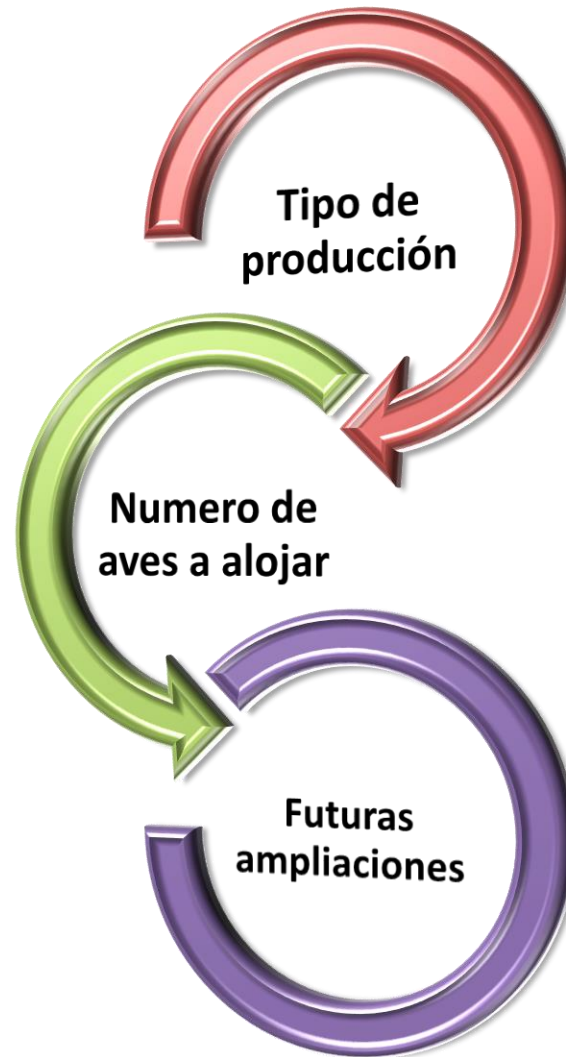 Tipo de
producción
Numero de
aves a alojar
Futuras
ampliaciones